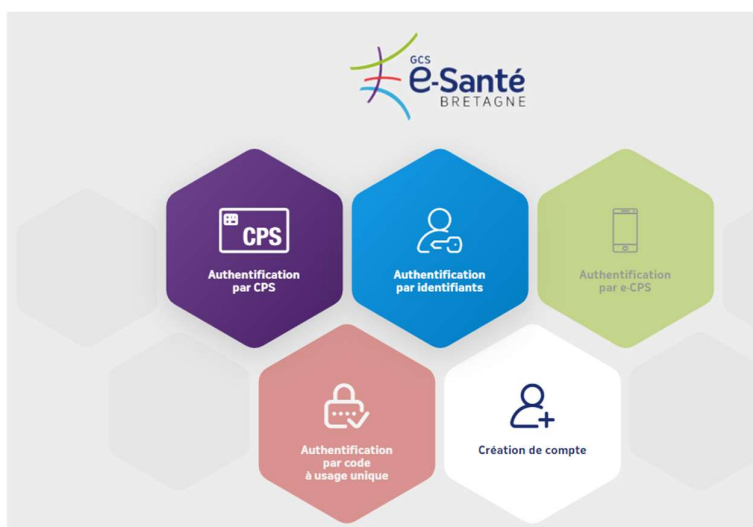 GCS
e-Santé
BRETAGNE
CPS
Authentification
par CPS
Authentification
par identifiants
Authentification
par e-CPS
Authentification
par code
à usage unique
Création de compte